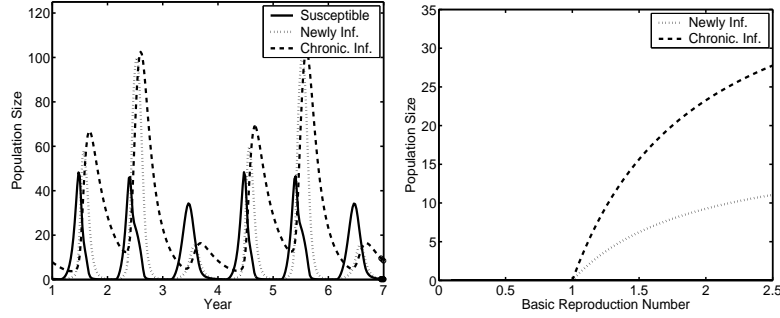 Susceptible
Newly Inf.
Chronic. Inf.
Population Size
120
100
80
60
40
20
0
1 2 3 4 5 6 7
Year
Newly Inf.
Chronic. Inf.
Population Size
35
30
25
20
15
10
5
0
0 0.5 1 1.5 2 2.5
Basic Reproduction Number